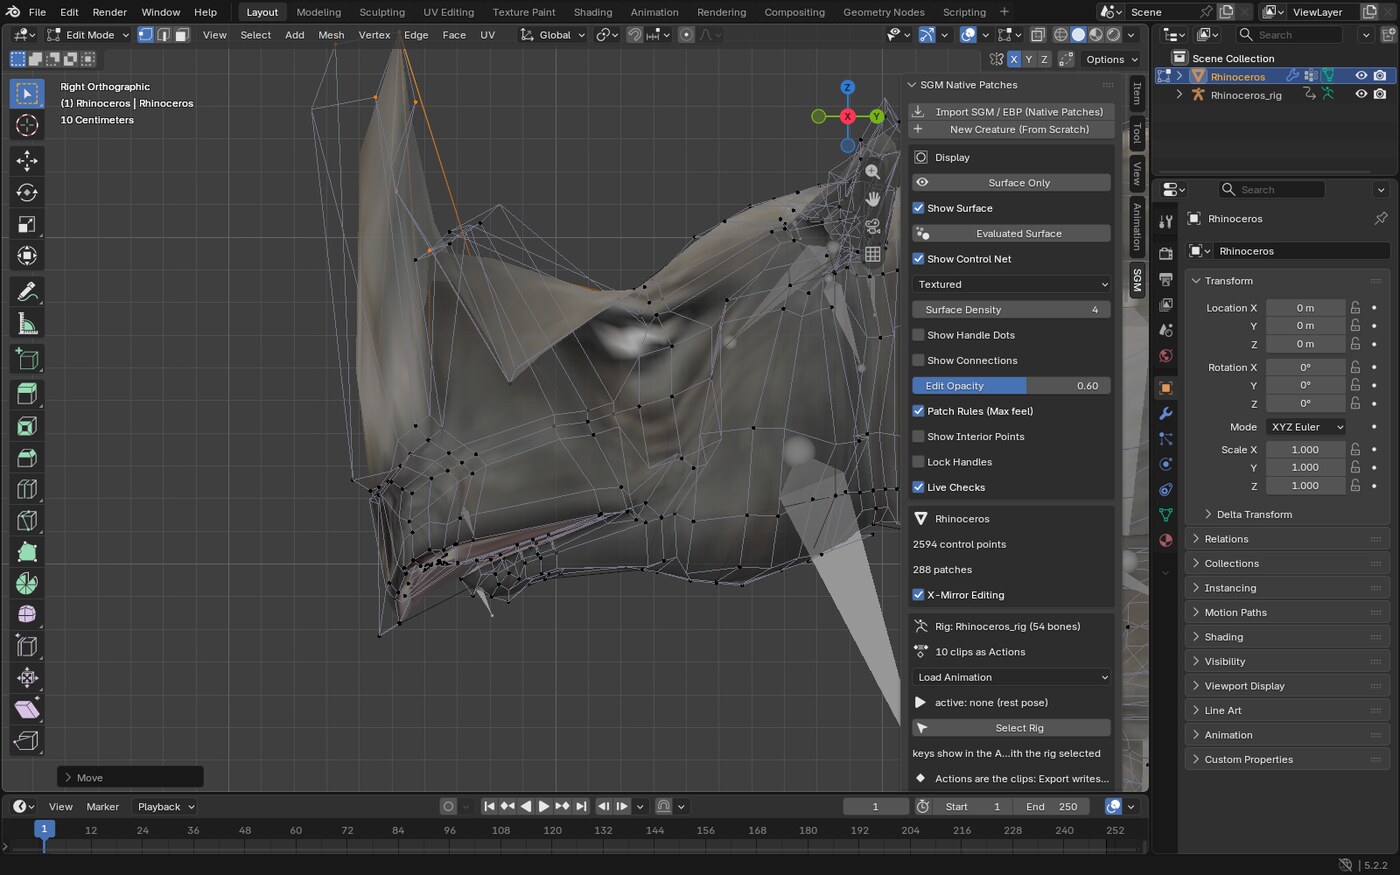 File Edit Render Window Help Layout Modeling Sculpting UV Editing Texture Paint Shading Animation Rendering Compositing Geometry Nodes Scripting + Scene ViewLayer
Edit Mode View Select Add Mesh Vertex Edge Face UV Global
X Y Z Options
Right Orthographic
(1) Rhinoceros | Rhinoceros
10 Centimeters
Z
X
Y
Move
SGM Native Patches
Import SGM / EBP (Native Patches)
New Creature (From Scratch)
Display
Surface Only
Show Surface
Evaluated Surface
Show Control Net
Textured
Surface Density 4
Show Handle Dots
Show Connections
Edit Opacity 0.60
Patch Rules (Max feel)
Show Interior Points
Lock Handles
Live Checks
Rhinoceros
2594 control points
288 patches
X-Mirror Editing
Rig: Rhinoceros_rig (54 bones)
10 clips as Actions
Load Animation
active: none (rest pose)
Select Rig
keys show in the A...ith the rig selected
Actions are the clips: Export writes...
Item
Tool
View
Animation
SGM
Search
Scene Collection
Rhinoceros
Rhinoceros_rig
Search
Rhinoceros
Rhinoceros
Transform
Location X 0 m
Y 0 m
Z 0 m
Rotation X 0°
Y 0°
Z 0°
Mode XYZ Euler
Scale X 1.000
Y 1.000
Z 1.000
Delta Transform
Relations
Collections
Instancing
Motion Paths
Shading
Visibility
Viewport Display
Line Art
Animation
Custom Properties
View Marker Playback 1 Start 1 End 250
1 12 24 36 48 60 72 84 96 108 120 132 144 156 168 180 192 204 216 228 240 252
5.2.2